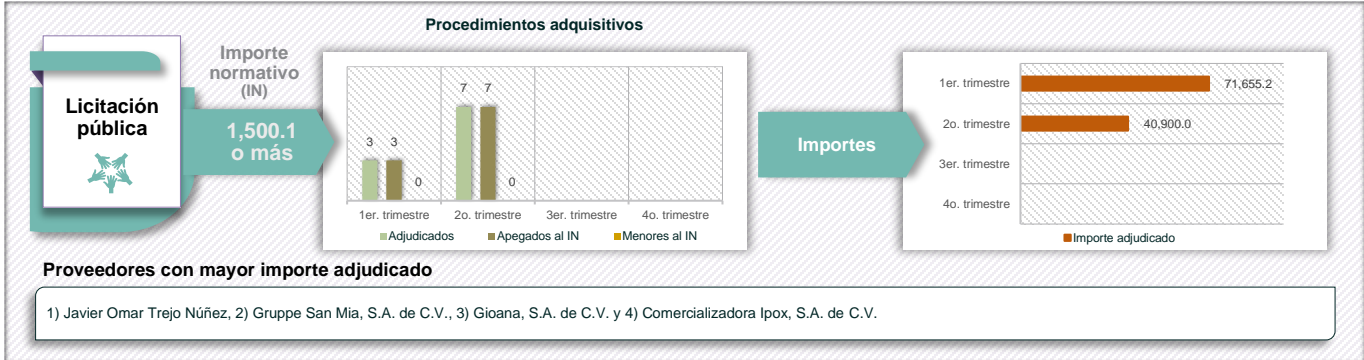 Procedimientos adquisitivos
Licitación
pública
Importe
normativo
(IN)
1,500.1
o más
3
3
0
7
7
0
1er. trimestre
2o. trimestre
3er. trimestre
4o. trimestre
Adjudicados
Apegados al IN
Menores al IN
Importes
1er. trimestre
71,655.2
2o. trimestre
40,900.0
3er. trimestre
4o. trimestre
Importe adjudicado
Proveedores con mayor importe adjudicado
1) Javier Omar Trejo Núñez, 2) Gruppe San Mia, S.A. de C.V., 3) Gioana, S.A. de C.V. y 4) Comercializadora Ipox, S.A. de C.V.